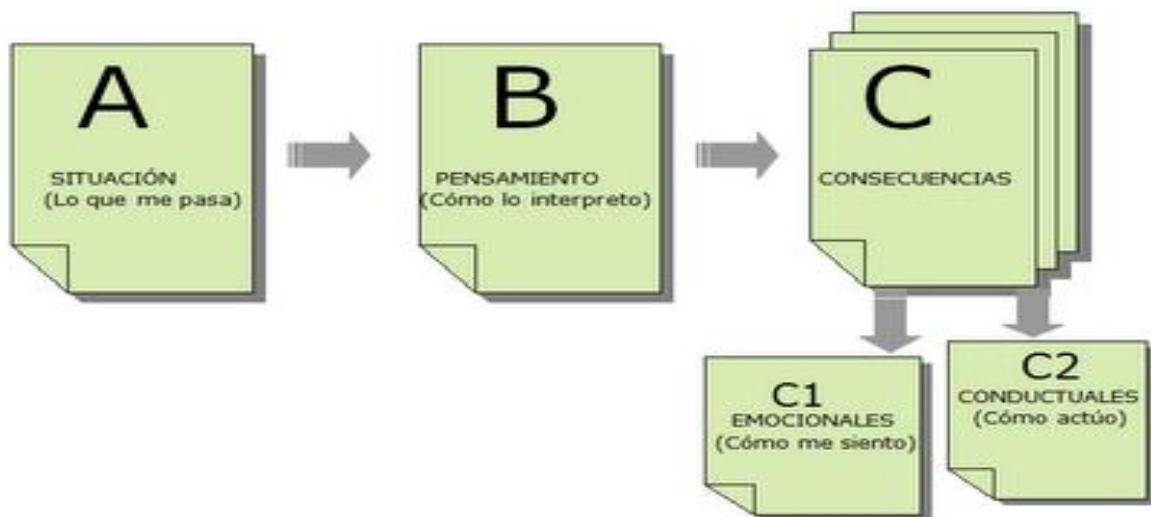 A
SITUACIÓN
(Lo que me pasa)
B
PENSAMIENTO
(Cómo lo interpreto)
C
CONSECUENCIAS
C1
EMOCIONALES
(Cómo me siento)
C2
CONDUCTUALES
(Cómo actúo)